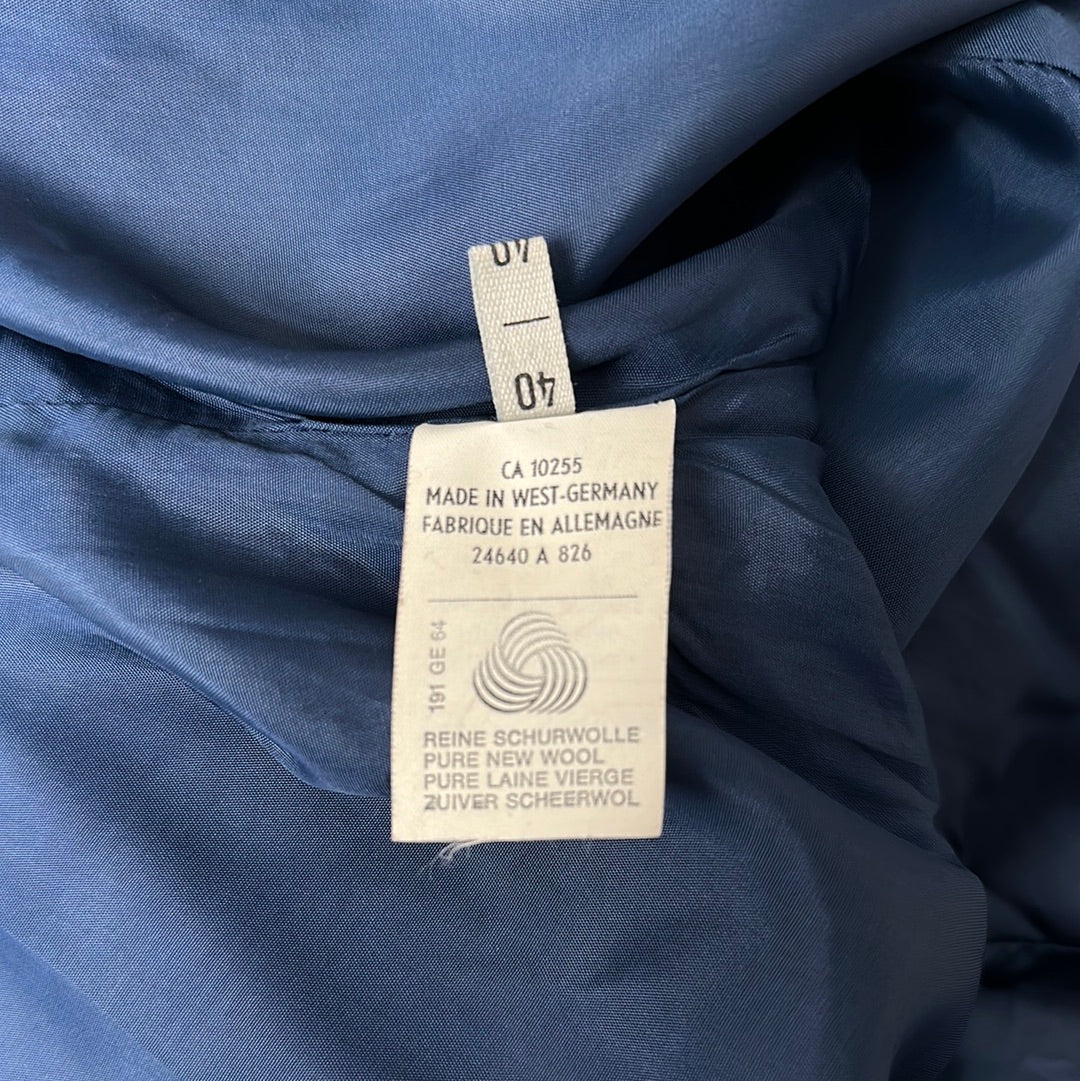 40
40
CA 10255
MADE IN WEST-GERMANY
FABRIQUE EN ALLEMAGNE
24640 A 826
191 GE 64
REINE SCHURWOLLE
PURE NEW WOOL
PURE LAINE VIERGE
ZUIVER SCHEERWOL